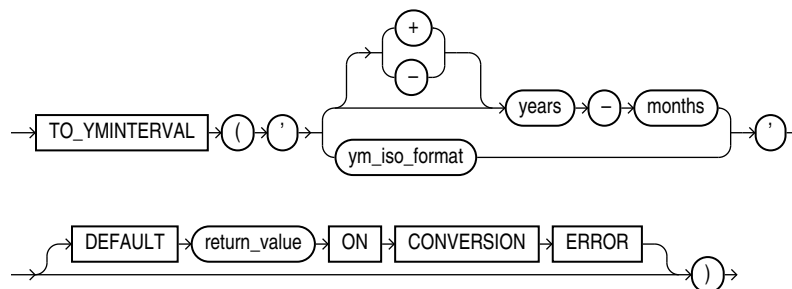 +
–
years – months
TO_YMINTERVAL ( '
ym_iso_format
'
DEFAULT return_value ON CONVERSION ERROR
)